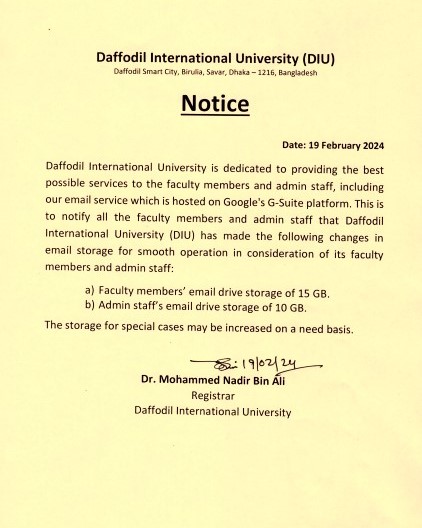 Daffodil International University (DIU)
Daffodil Smart City, Birulia, Savar, Dhaka – 1216, Bangladesh
Notice
Date: 19 February 2024
Daffodil International University is dedicated to providing the best
possible services to the faculty members and admin staff, including
our email service which is hosted on Google's G-Suite platform. This is
to notify all the faculty members and admin staff that Daffodil
International University (DIU) has made the following changes in
email storage for smooth operation in consideration of its faculty
members and admin staff:
a) Faculty members' email drive storage of 15 GB.
b) Admin staff's email drive storage of 10 GB.
The storage for special cases may be increased on a need basis.
19/02/24
Dr. Mohammed Nadir Bin Ali
Registrar
Daffodil International University